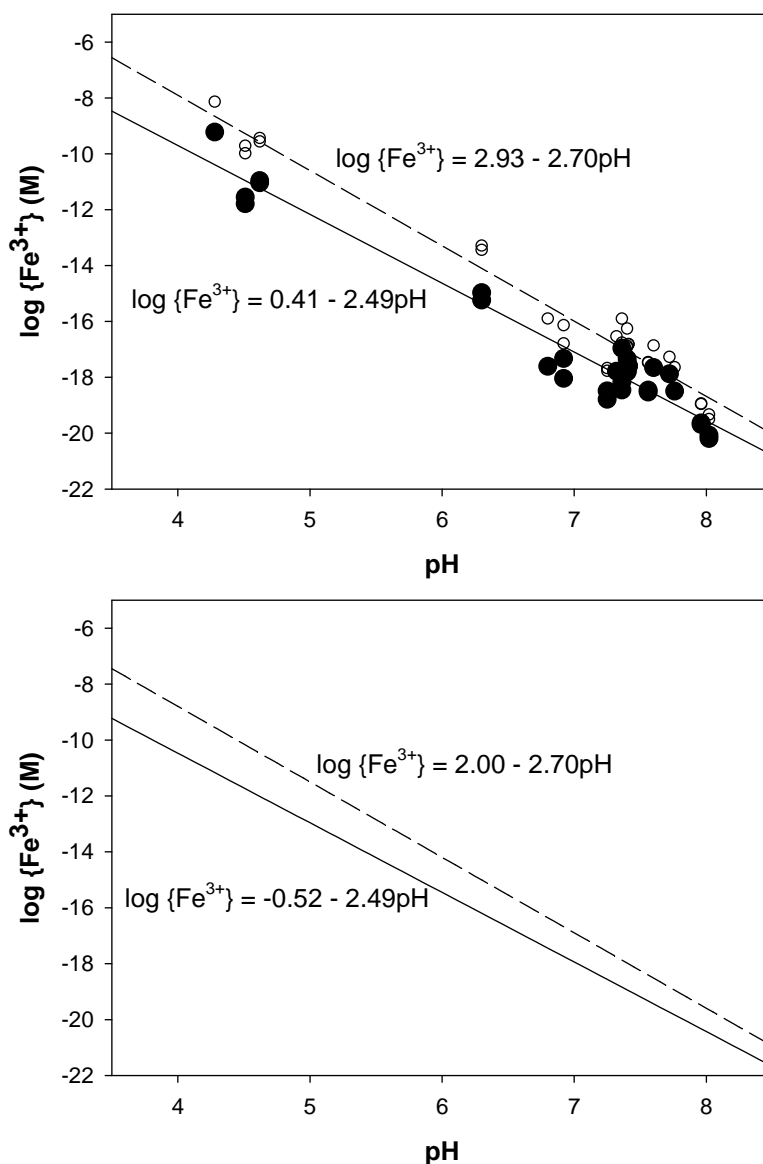 -6
-8
-10
-12
-14
-16
-18
-20
-22
log {Fe3+} (M)
log {Fe3+} = 2.93 - 2.70pH
log {Fe3+} = 0.41 - 2.49pH
4 5 6 7 8
pH
-6
-8
-10
-12
-14
-16
-18
-20
-22
log {Fe3+} (M)
log {Fe3+} = 2.00 - 2.70pH
log {Fe3+} = -0.52 - 2.49pH
4 5 6 7 8
pH